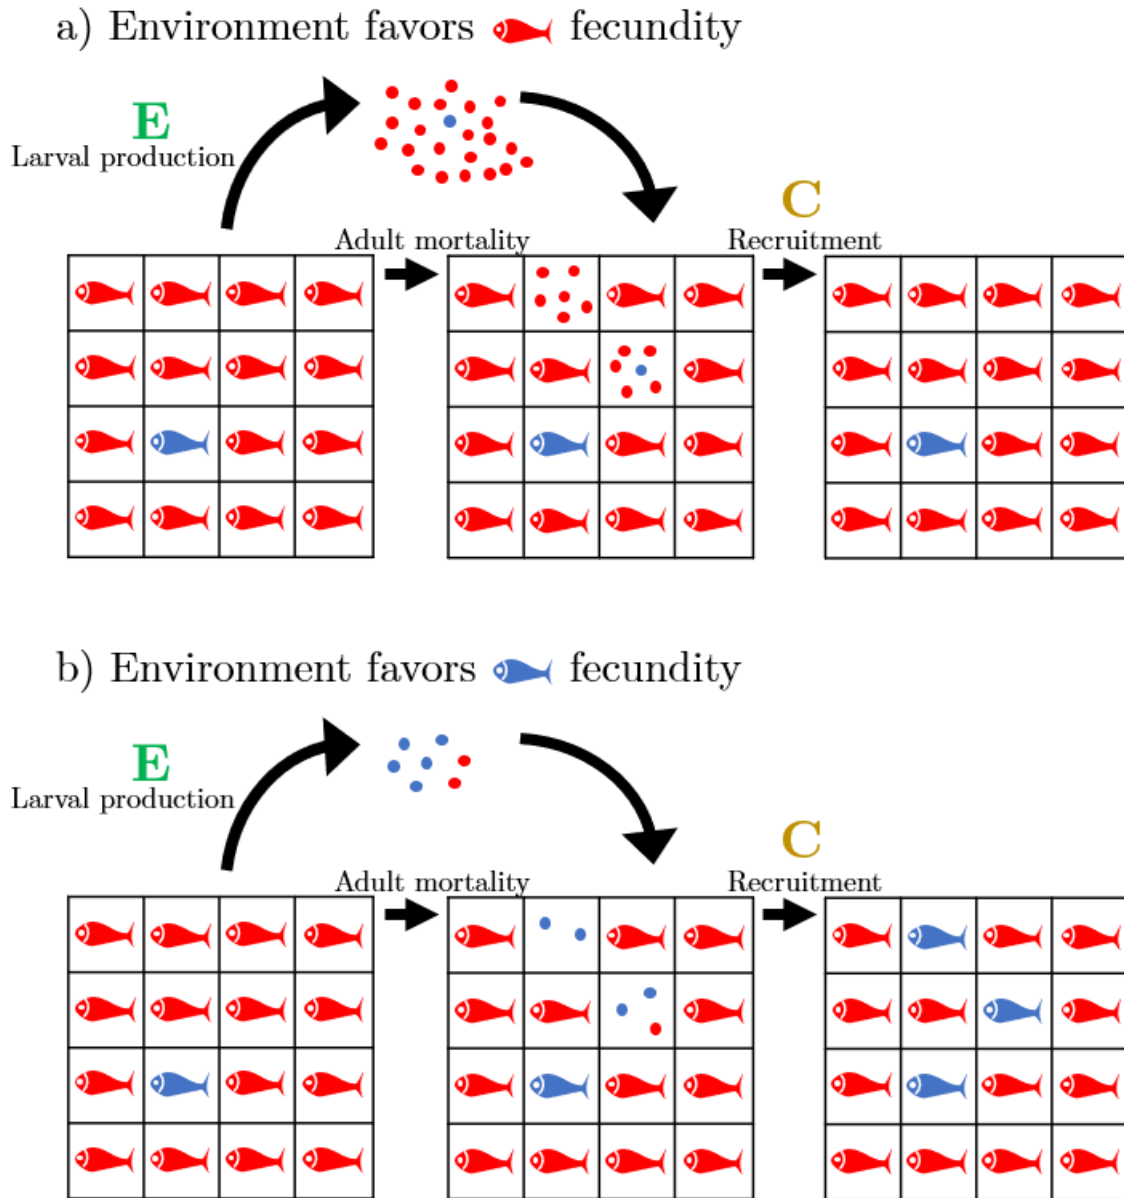 a) Environment favors fecundity
E
Larval production
C
Adult mortality
Recruitment
b) Environment favors fecundity
E
Larval production
C
Adult mortality
Recruitment